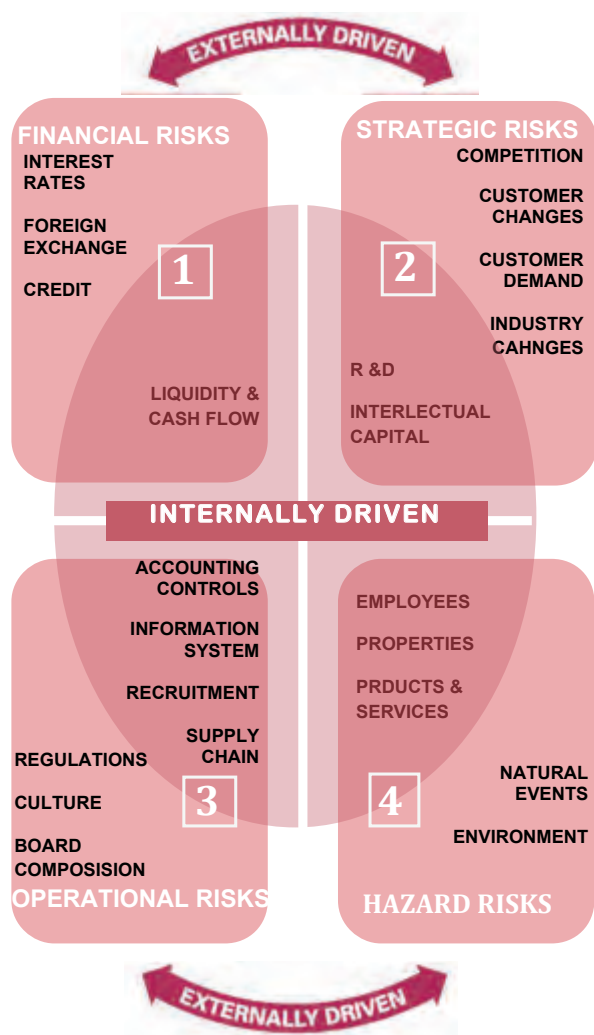 EXTERNALLY DRIVEN
FINANCIAL RISKS
INTEREST
RATES
FOREIGN
EXCHANGE
CREDIT
1
LIQUIDITY &
CASH FLOW
STRATEGIC RISKS
COMPETITION
CUSTOMER
CHANGES
CUSTOMER
DEMAND
INDUSTRY
CAHNGES
2
R &D
INTERLECTUAL
CAPITAL
INTERNALLY DRIVEN
ACCOUNTING
CONTROLS
INFORMATION
SYSTEM
RECRUITMENT
SUPPLY
CHAIN
REGULATIONS
CULTURE
BOARD
COMPOSISION
3
OPERATIONAL RISKS
EMPLOYEES
PROPERTIES
PRDUCTS &
SERVICES
NATURAL
EVENTS
ENVIRONMENT
4
HAZARD RISKS
EXTERNALLY DRIVEN